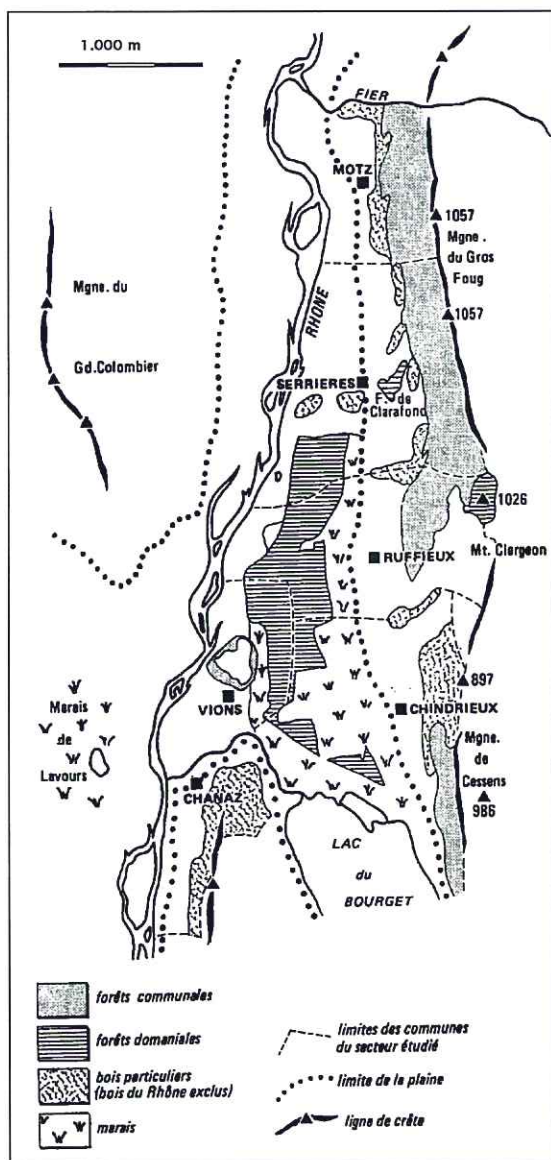 1.000 m
FIER
MOTZ
1057
Mgne.
du Gros
Foug
Mgne. du
1057
RHÔNE
Gd.Colombier
SERRIERES
F. de
Clarafond
D
1026
RUFFIEUX
Mt. Clergeon
897
Marais
de
Lavours
VIONS
CHINDRIEUX
Mgne.
de
Cessens
986
CHANAZ
LAC
du
BOURGET
forêts communales
forêts domaniales
bois particuliers
(bois du Rhône exclus)
marais
limites des communes
du secteur étudié
limite de la plaine
ligne de crête